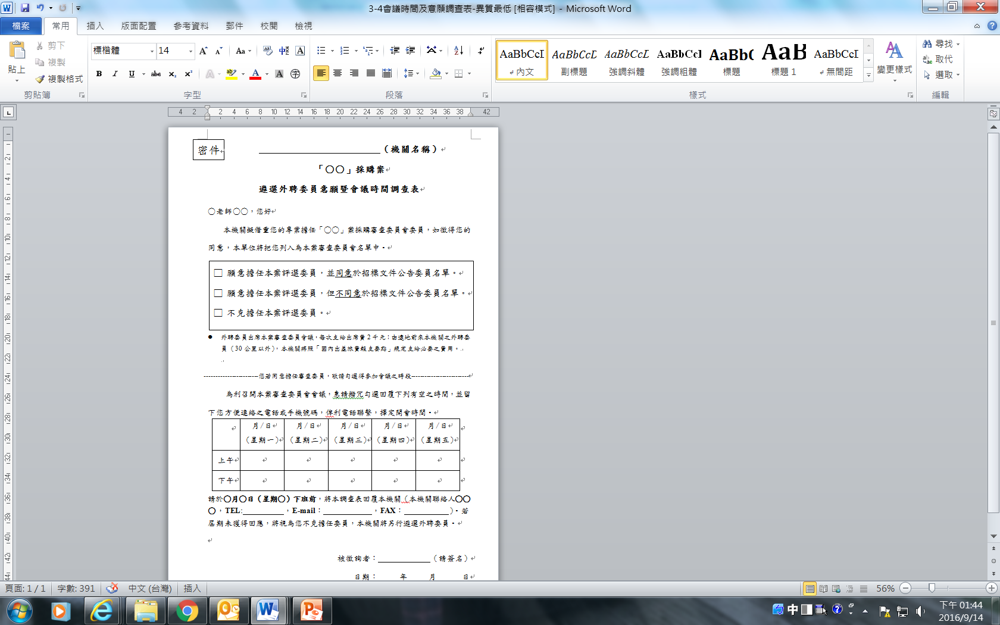 3-4會議時間及意願調查表-異質最低 [相容模式] - Microsoft Word
檔案 常用 插入 版面配置 參考資料 郵件 校閱 檢視
貼上 剪下 複製 複製格式
標楷體 14
AaBbCcI AaBbCcD AaBbCcD AaBbCcI AaBbC AaB AaBbCcI
內文 副標題 強調斜體 強調粗體 標題 標題 1 無間距
變更樣式 尋找 取代 選取
剪貼簿 字型 段落 樣式 編輯
4 2 2 4 6 8 10 12 14 16 18 20 22 24 26 28 30 32 34 36 38 42
密件 （機關名稱）
「〇〇」採購案
遴選外聘委員意願暨會議時間調查表
〇老師〇〇，您好
本機關擬借重您的專業擔任「〇〇」案採購審查委員會委員，如徵得您的
同意，本單位將把您列入為本案審查委員會名單中。
□ 願意擔任本案評選委員，並同意於招標文件公告委員名單。
□ 願意擔任本案評選委員，但不同意於招標文件公告委員名單。
□ 不克擔任本案評選委員。
● 外聘委員出席本案審查委員會議，每次支給出席費2千元；由遠地前來本機關之外聘委
員（30公里以外），本機關將照「國內出差旅費報支要點」規定支給必要之費用。
------------------------您若同意擔任審查委員，敬請勾選得參加會議之時段-------------------------
為利召開本案審查委員會會議，惠請撥冗勾選回覆下列有空之時間，並留
下您方便連絡之電話或手機號碼，俾利電話聯繫，擇定開會時間。
月/日 月/日 月/日 月/日 月/日
（星期一） （星期二） （星期三） （星期四） （星期五）
上午
下午
請於〇月〇日（星期〇）下班前，將本調查表回覆本機關（本機關聯絡人〇〇
〇，TEL:___________，E-mail：_____________，FAX：____________）。若
屆期未獲得回應，將視為您不克擔任委員，本機關將另行遴選外聘委員。
被徵詢者：______________（請簽名）
日期： 年 月 日
頁面: 1 / 1 字數: 391 中文 (台灣) 插入 56%
中 下午 01:44
2016/9/14